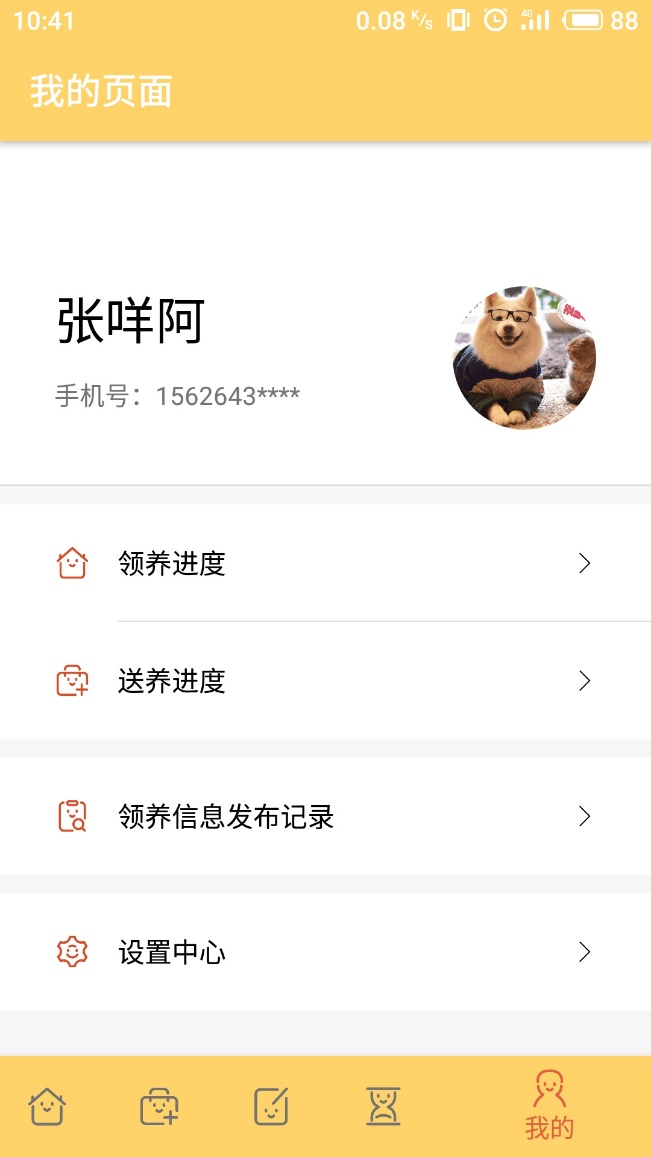 10:41
0.08 K/s 4G 88
我的页面
张咩阿
手机号：1562643****
领养进度
送养进度
领养信息发布记录
设置中心
我的